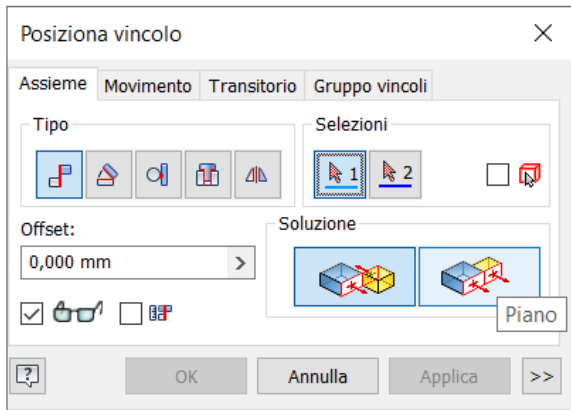 Posiziona vincolo
Assieme Movimento Transitorio Gruppo vincoli
Tipo
Selezioni
1 2
Offset:
0,000 mm >
Soluzione
Piano
? OK Annulla Applica >>